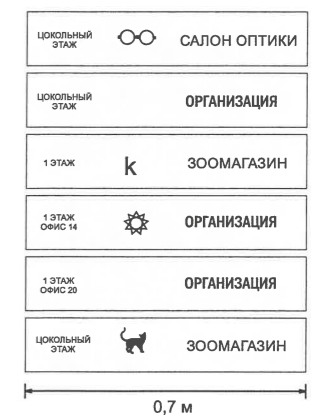 ЦОКОЛЬНЫЙ
ЭТАЖ
САЛОН ОПТИКИ
ЦОКОЛЬНЫЙ
ЭТАЖ
ОРГАНИЗАЦИЯ
1 ЭТАЖ
k
ЗООМАГАЗИН
1 ЭТАЖ
ОФИС 14
ОРГАНИЗАЦИЯ
1 ЭТАЖ
ОФИС 20
ОРГАНИЗАЦИЯ
ЦОКОЛЬНЫЙ
ЭТАЖ
ЗООМАГАЗИН
0,7 м